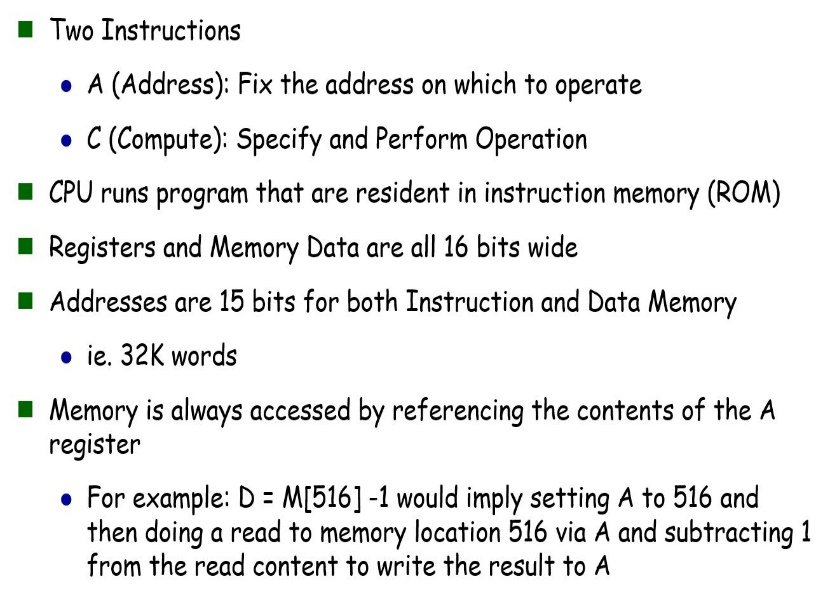 Two Instructions
A (Address): Fix the address on which to operate
C (Compute): Specify and Perform Operation
CPU runs program that are resident in instruction memory (ROM)
Registers and Memory Data are all 16 bits wide
Addresses are 15 bits for both Instruction and Data Memory
ie. 32K words
Memory is always accessed by referencing the contents of the A
register
For example: D = M[516] -1 would imply setting A to 516 and
then doing a read to memory location 516 via A and subtracting 1
from the read content to write the result to A